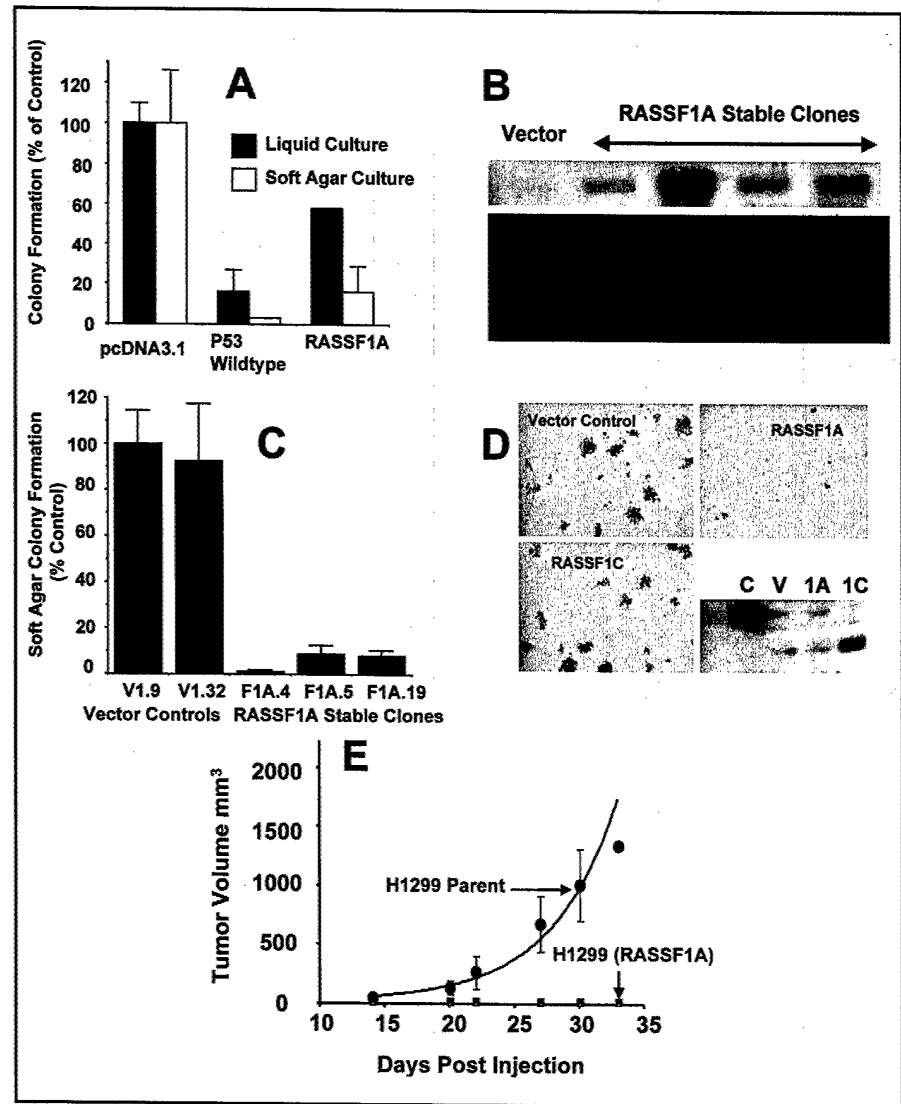 A
Colony Formation (% of Control)
120
100
80
60
40
20
0
Liquid Culture
Soft Agar Culture
pcDNA3.1
P53
Wildtype
RASSF1A
B
Vector
RASSF1A Stable Clones
C
Soft Agar Colony Formation
(% Control)
120
100
80
60
40
20
0
V1.9 V1.32 F1A.4 F1A.5 F1A.19
Vector Controls RASSF1A Stable Clones
D
Vector Control
RASSF1A
RASSF1C
C V 1A 1C
E
Tumor Volume mm³
2000
1500
1000
500
0
H1299 Parent
H1299 (RASSF1A)
10 15 20 25 30 35
Days Post Injection